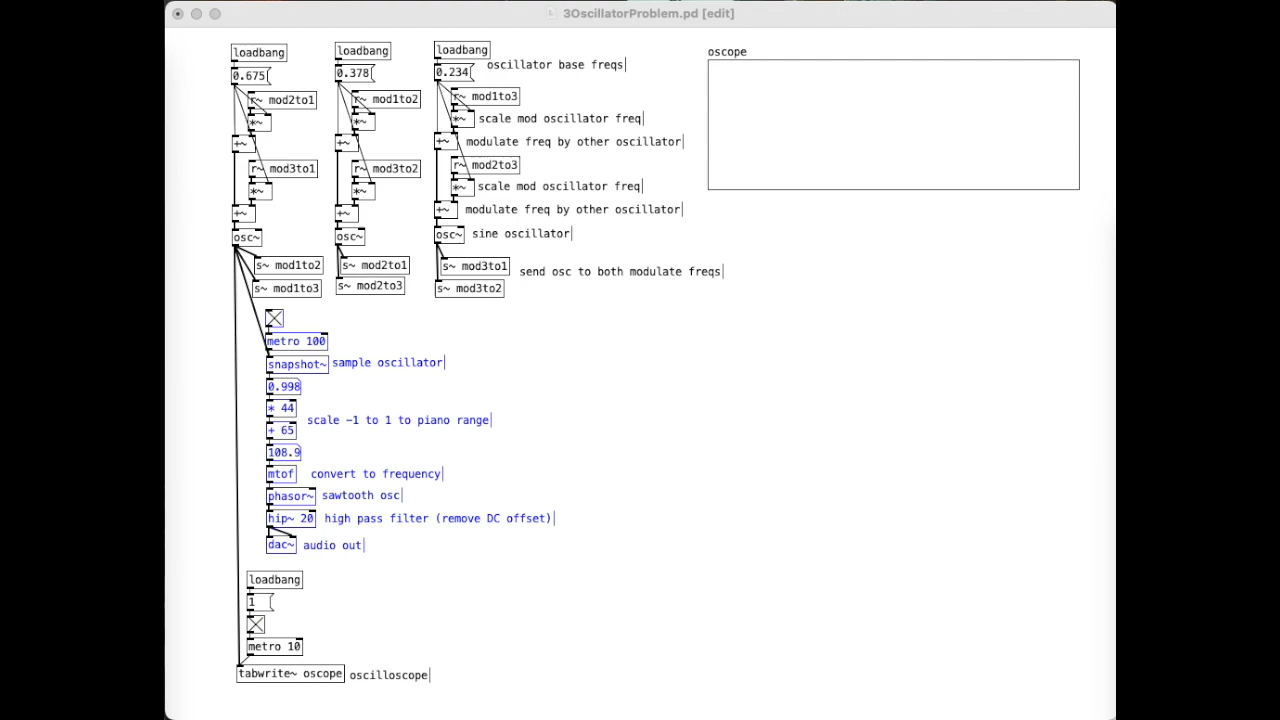 3OscillatorProblem.pd [edit]
loadbang
loadbang
loadbang
0.675
0.378
0.234
oscillator base freqs
oscope
r~ mod2to1
r~ mod1to2
r~ mod1to3
*~
*~
*~
scale mod oscillator freq
+~
+~
+~
modulate freq by other oscillator
r~ mod3to1
r~ mod3to2
r~ mod2to3
*~
*~
*~
scale mod oscillator freq
+~
+~
+~
modulate freq by other oscillator
osc~
osc~
osc~
sine oscillator
s~ mod1to2
s~ mod2to1
s~ mod3to1
send osc to both modulate freqs
s~ mod1to3
s~ mod2to3
s~ mod3to2
metro 100
snapshot~
sample oscillator
0.998
* 44
scale -1 to 1 to piano range
+ 65
108.9
mtof
convert to frequency
phasor~
sawtooth osc
hip~ 20
high pass filter (remove DC offset)
dac~
audio out
loadbang
1
metro 10
tabwrite~ oscope
oscilloscope